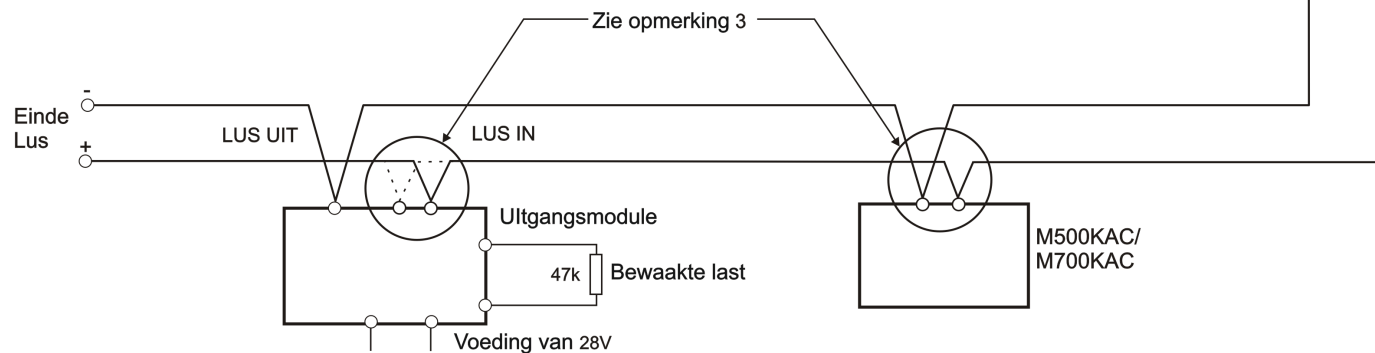 Zie opmerking 3
-
Einde
Lus
+
LUS UIT
LUS IN
UItgangsmodule
47k
Bewaakte last
Voeding van 28V
M500KAC/
M700KAC